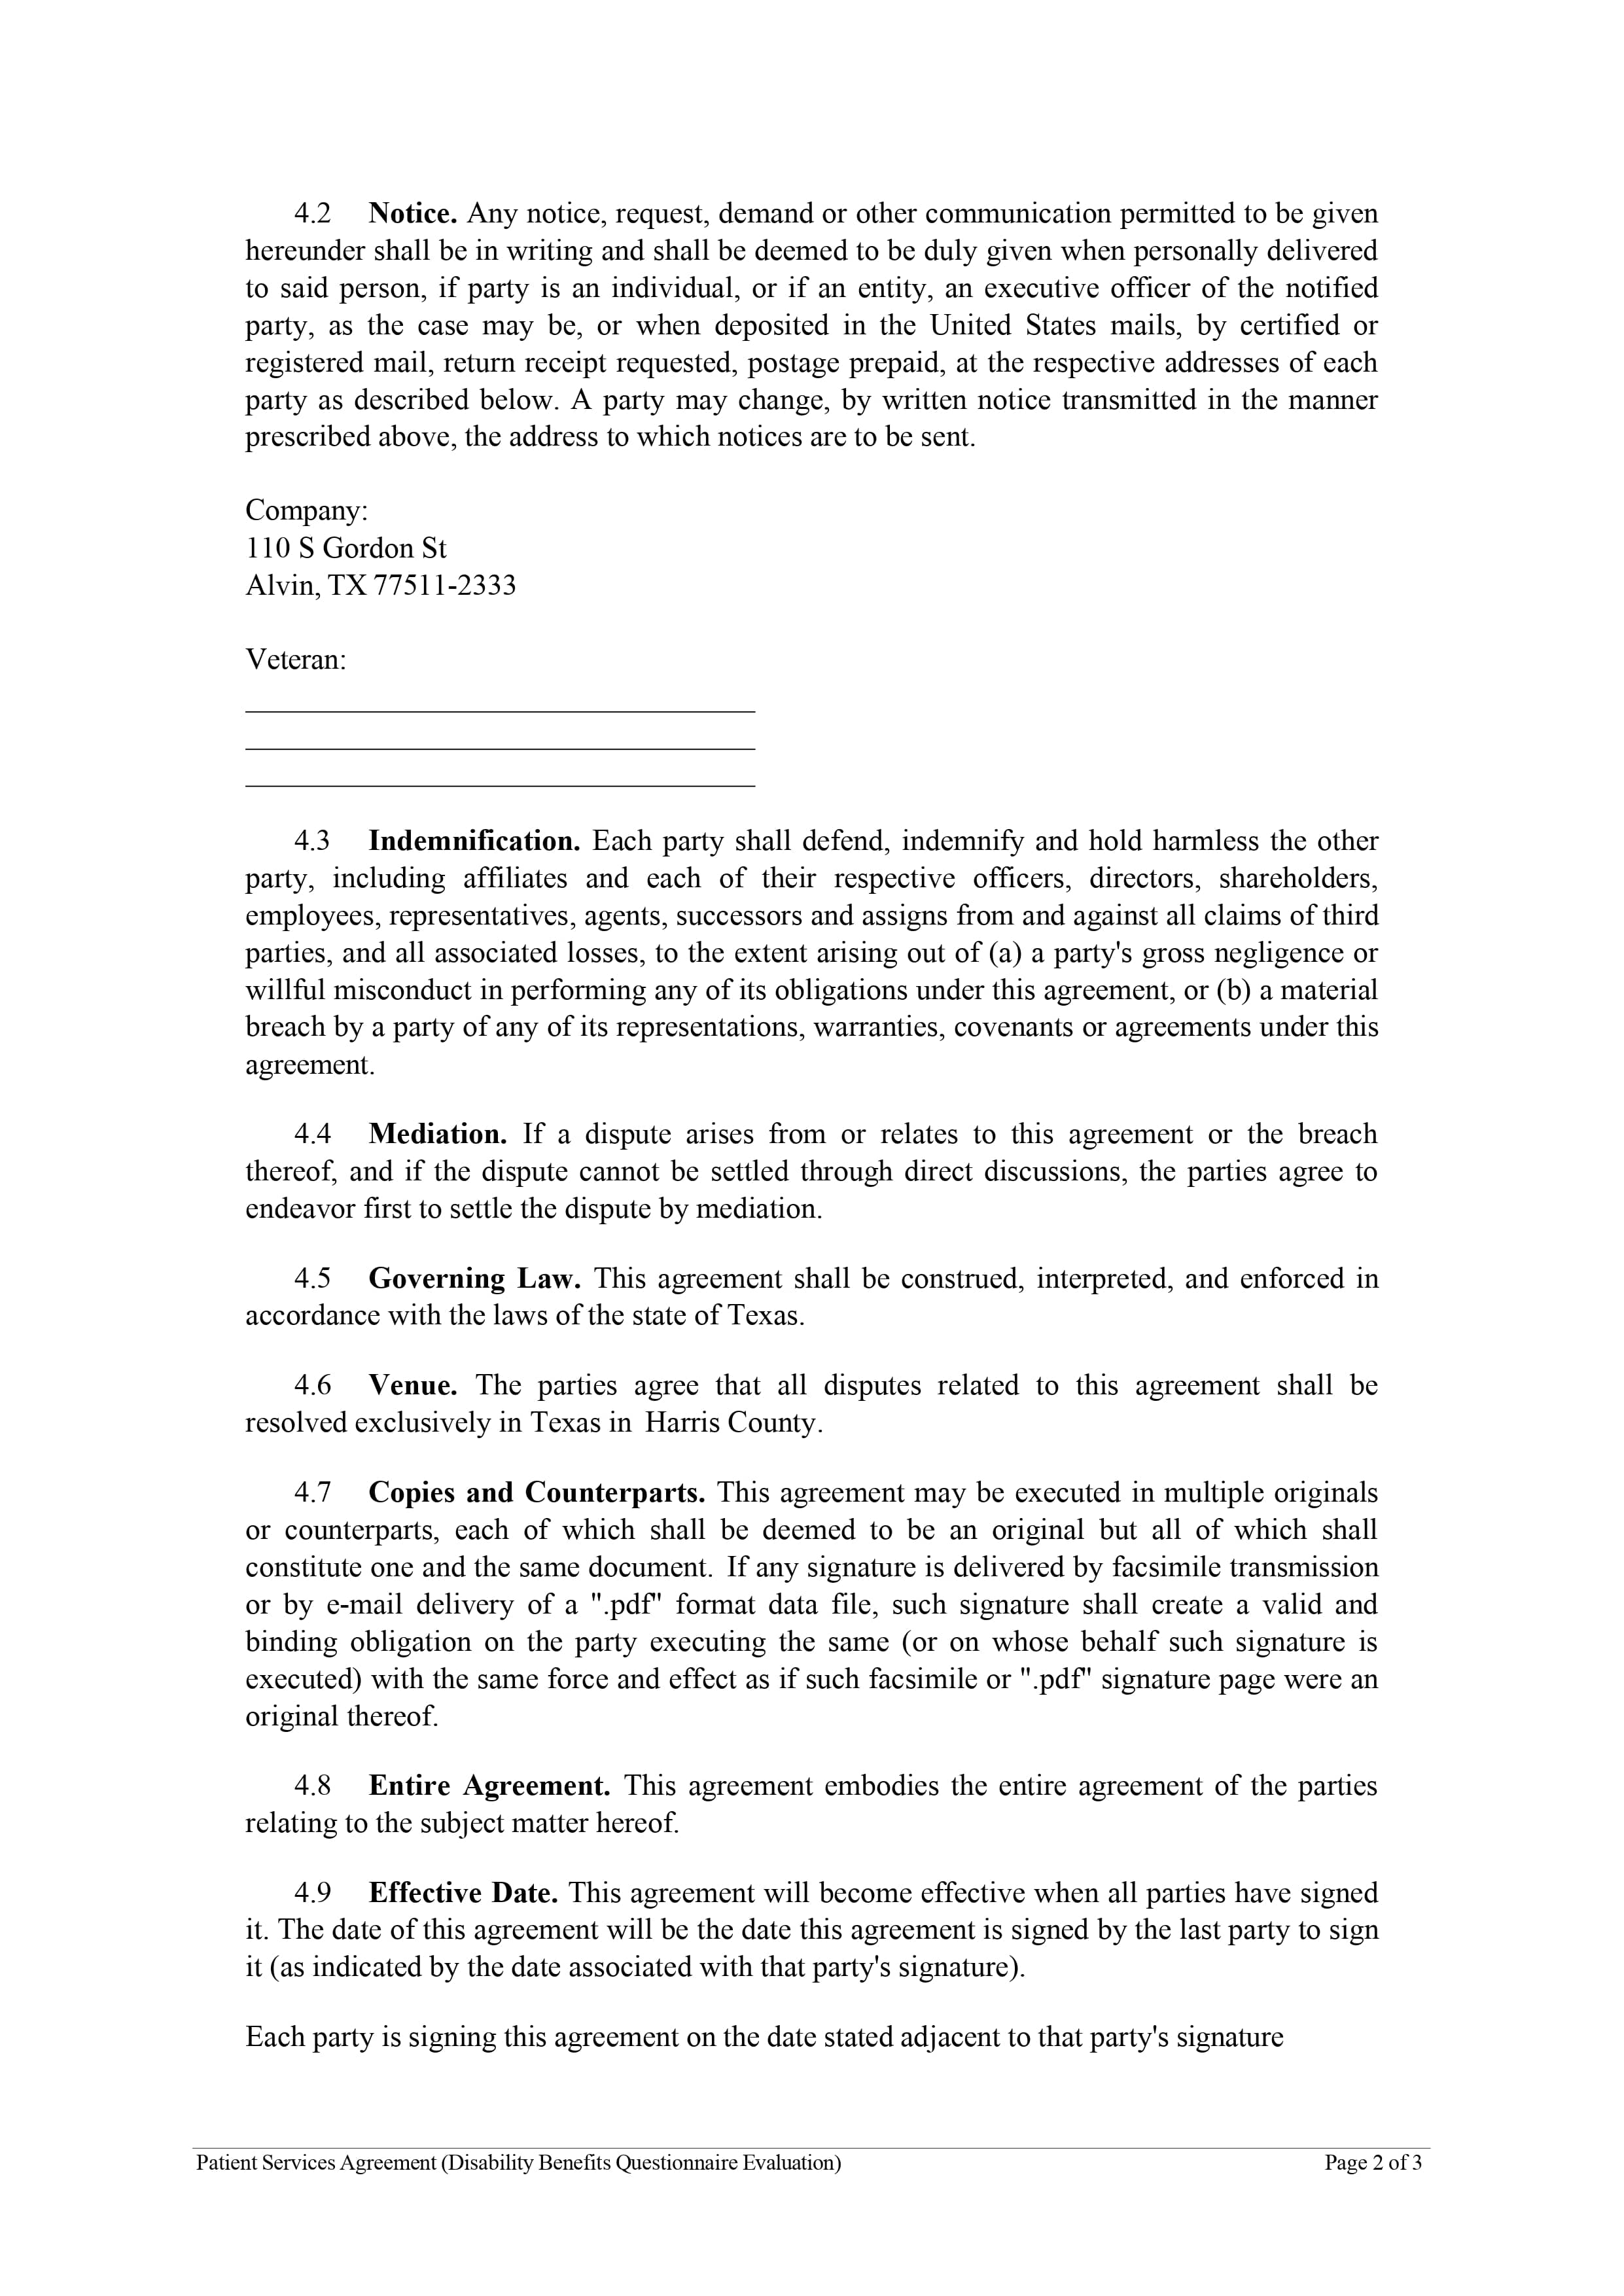 4.2 Notice. Any notice, request, demand or other communication permitted to be given
hereunder shall be in writing and shall be deemed to be duly given when personally delivered
to said person, if party is an individual, or if an entity, an executive officer of the notified
party, as the case may be, or when deposited in the United States mails, by certified or
registered mail, return receipt requested, postage prepaid, at the respective addresses of each
party as described below. A party may change, by written notice transmitted in the manner
prescribed above, the address to which notices are to be sent.
Company:
110 S Gordon St
Alvin, TX 77511-2333
Veteran:
4.3 Indemnification. Each party shall defend, indemnify and hold harmless the other
party, including affiliates and each of their respective officers, directors, shareholders,
employees, representatives, agents, successors and assigns from and against all claims of third
parties, and all associated losses, to the extent arising out of (a) a party's gross negligence or
willful misconduct in performing any of its obligations under this agreement, or (b) a material
breach by a party of any of its representations, warranties, covenants or agreements under this
agreement.
4.4 Mediation. If a dispute arises from or relates to this agreement or the breach
thereof, and if the dispute cannot be settled through direct discussions, the parties agree to
endeavor first to settle the dispute by mediation.
4.5 Governing Law. This agreement shall be construed, interpreted, and enforced in
accordance with the laws of the state of Texas.
4.6 Venue. The parties agree that all disputes related to this agreement shall be
resolved exclusively in Texas in Harris County.
4.7 Copies and Counterparts. This agreement may be executed in multiple originals
or counterparts, each of which shall be deemed to be an original but all of which shall
constitute one and the same document. If any signature is delivered by facsimile transmission
or by e-mail delivery of a ".pdf" format data file, such signature shall create a valid and
binding obligation on the party executing the same (or on whose behalf such signature is
executed) with the same force and effect as if such facsimile or ".pdf" signature page were an
original thereof.
4.8 Entire Agreement. This agreement embodies the entire agreement of the parties
relating to the subject matter hereof.
4.9 Effective Date. This agreement will become effective when all parties have signed
it. The date of this agreement will be the date this agreement is signed by the last party to sign
it (as indicated by the date associated with that party's signature).
Each party is signing this agreement on the date stated adjacent to that party's signature
Patient Services Agreement (Disability Benefits Questionnaire Evaluation) Page 2 of 3